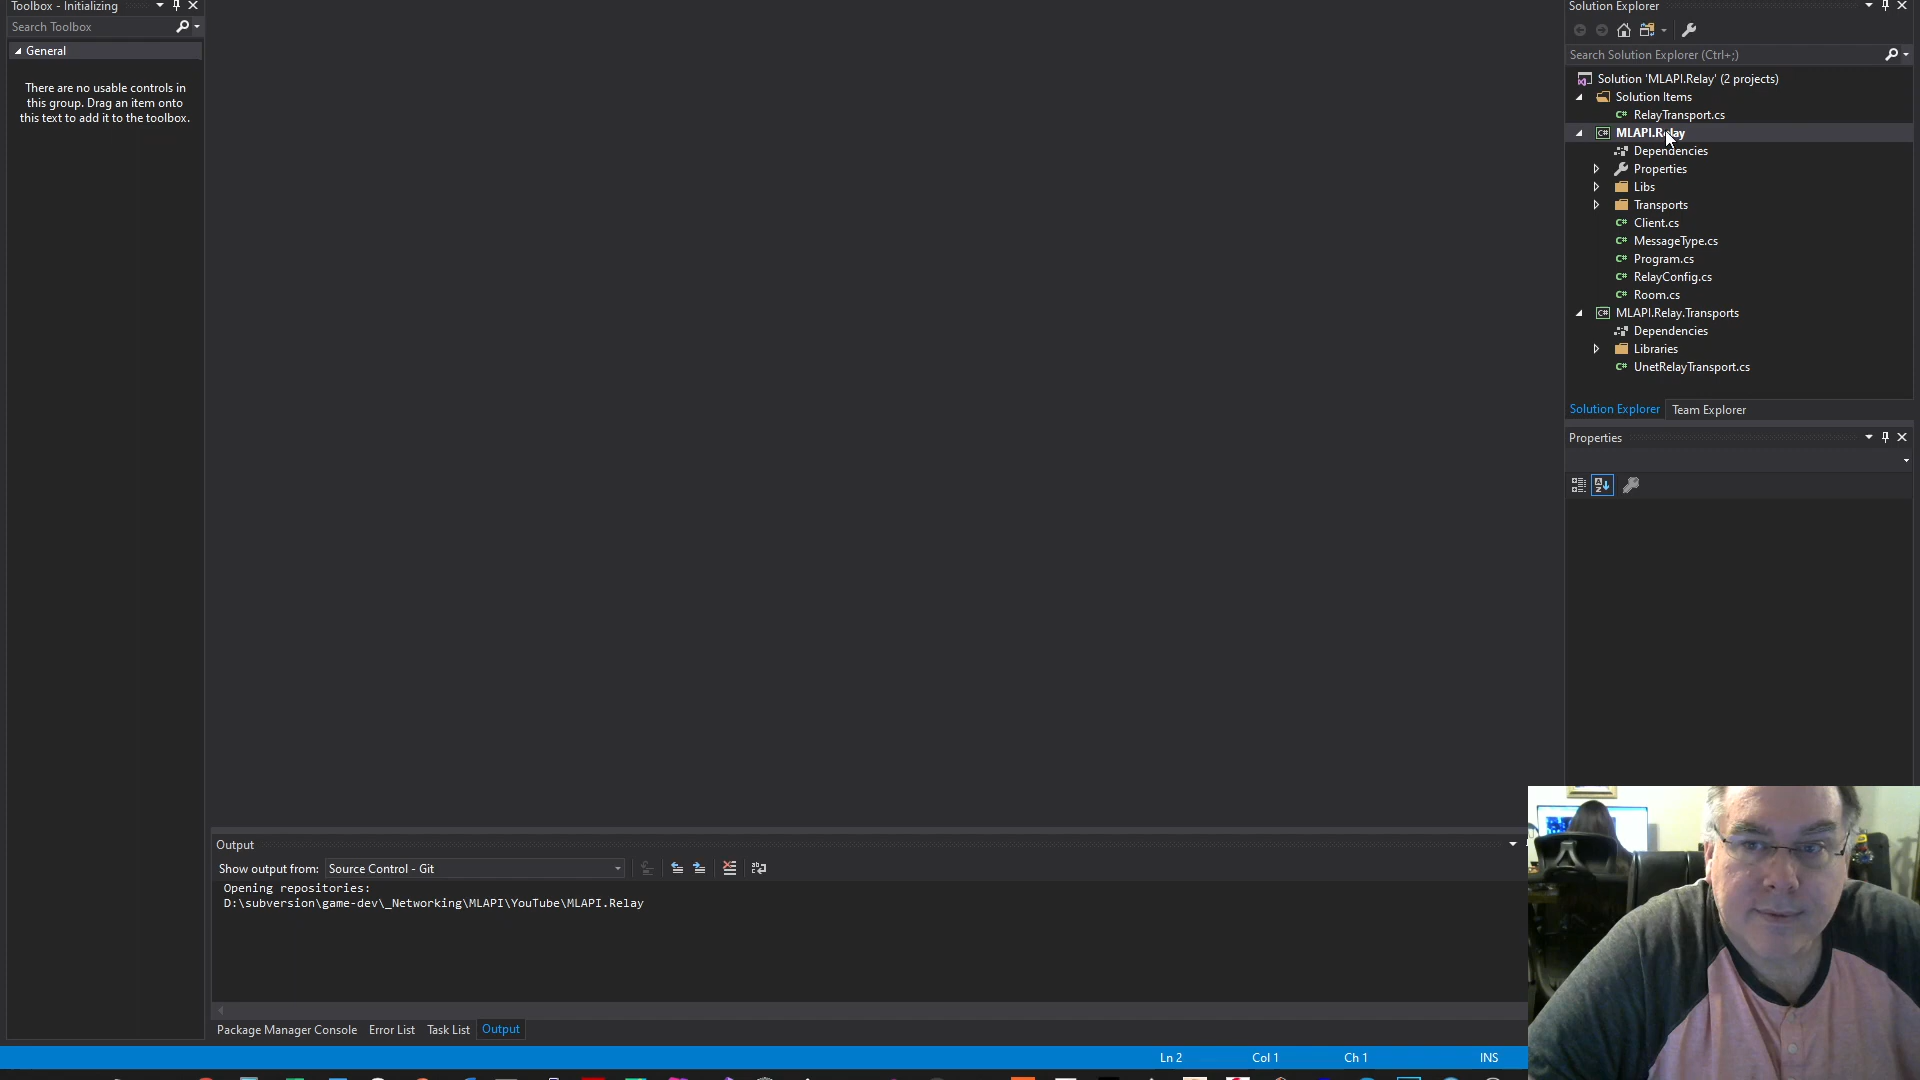 Toolbox - Initializing
Search Toolbox
General
There are no usable controls in
this group. Drag an item onto
this text to add it to the toolbox.
Solution Explorer
Search Solution Explorer (Ctrl+;)
Solution 'MLAPI.Relay' (2 projects)
Solution Items
C# RelayTransport.cs
C# MLAPI.Relay
Dependencies
Properties
Libs
Transports
C# Client.cs
C# MessageType.cs
C# Program.cs
C# RelayConfig.cs
C# Room.cs
C# MLAPI.Relay.Transports
Dependencies
Libraries
C# UnetRelayTransport.cs
Solution Explorer Team Explorer
Properties
Output
Show output from: Source Control - Git
Opening repositories:
D:\subversion\game-dev\_Networking\MLAPI\YouTube\MLAPI.Relay
Package Manager Console Error List Task List Output
Ln 2 Col 1 Ch 1 INS